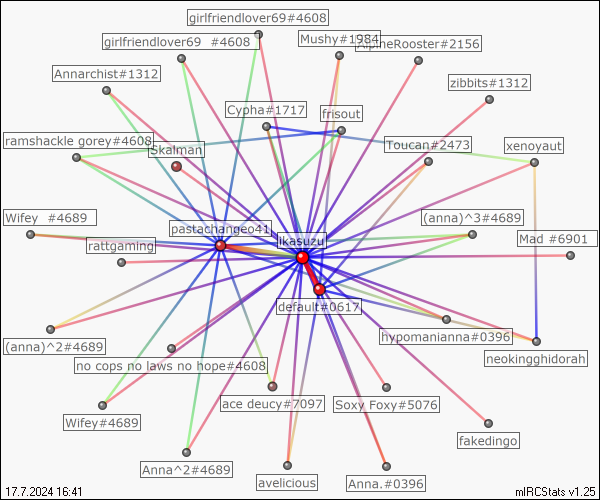 girlfriendlover69#4608
girlfriendlover69 #4608
Mushy#1984
AlpineRooster#2156
Annarchist#1312
zibbits#1312
Cypha#1717
frisout
ramshackle gorey#4608
Skalman
Toucan#2473
xenoyaut
Wifey #4689
pastachangeo41
(anna)^3#4689
rattgaming
ikasuzu
Mad #6901
default#0617
(anna)^2#4689
hypomanianna#0396
neokingghidorah
no cops no laws no hope#4608
Wifey#4689
ace deucy#7097
Soxy Foxy#5076
fakedingo
Anna^2#4689
avelicious
Anna.#0396
17.7.2024 16:41
mIRCStats v1.25